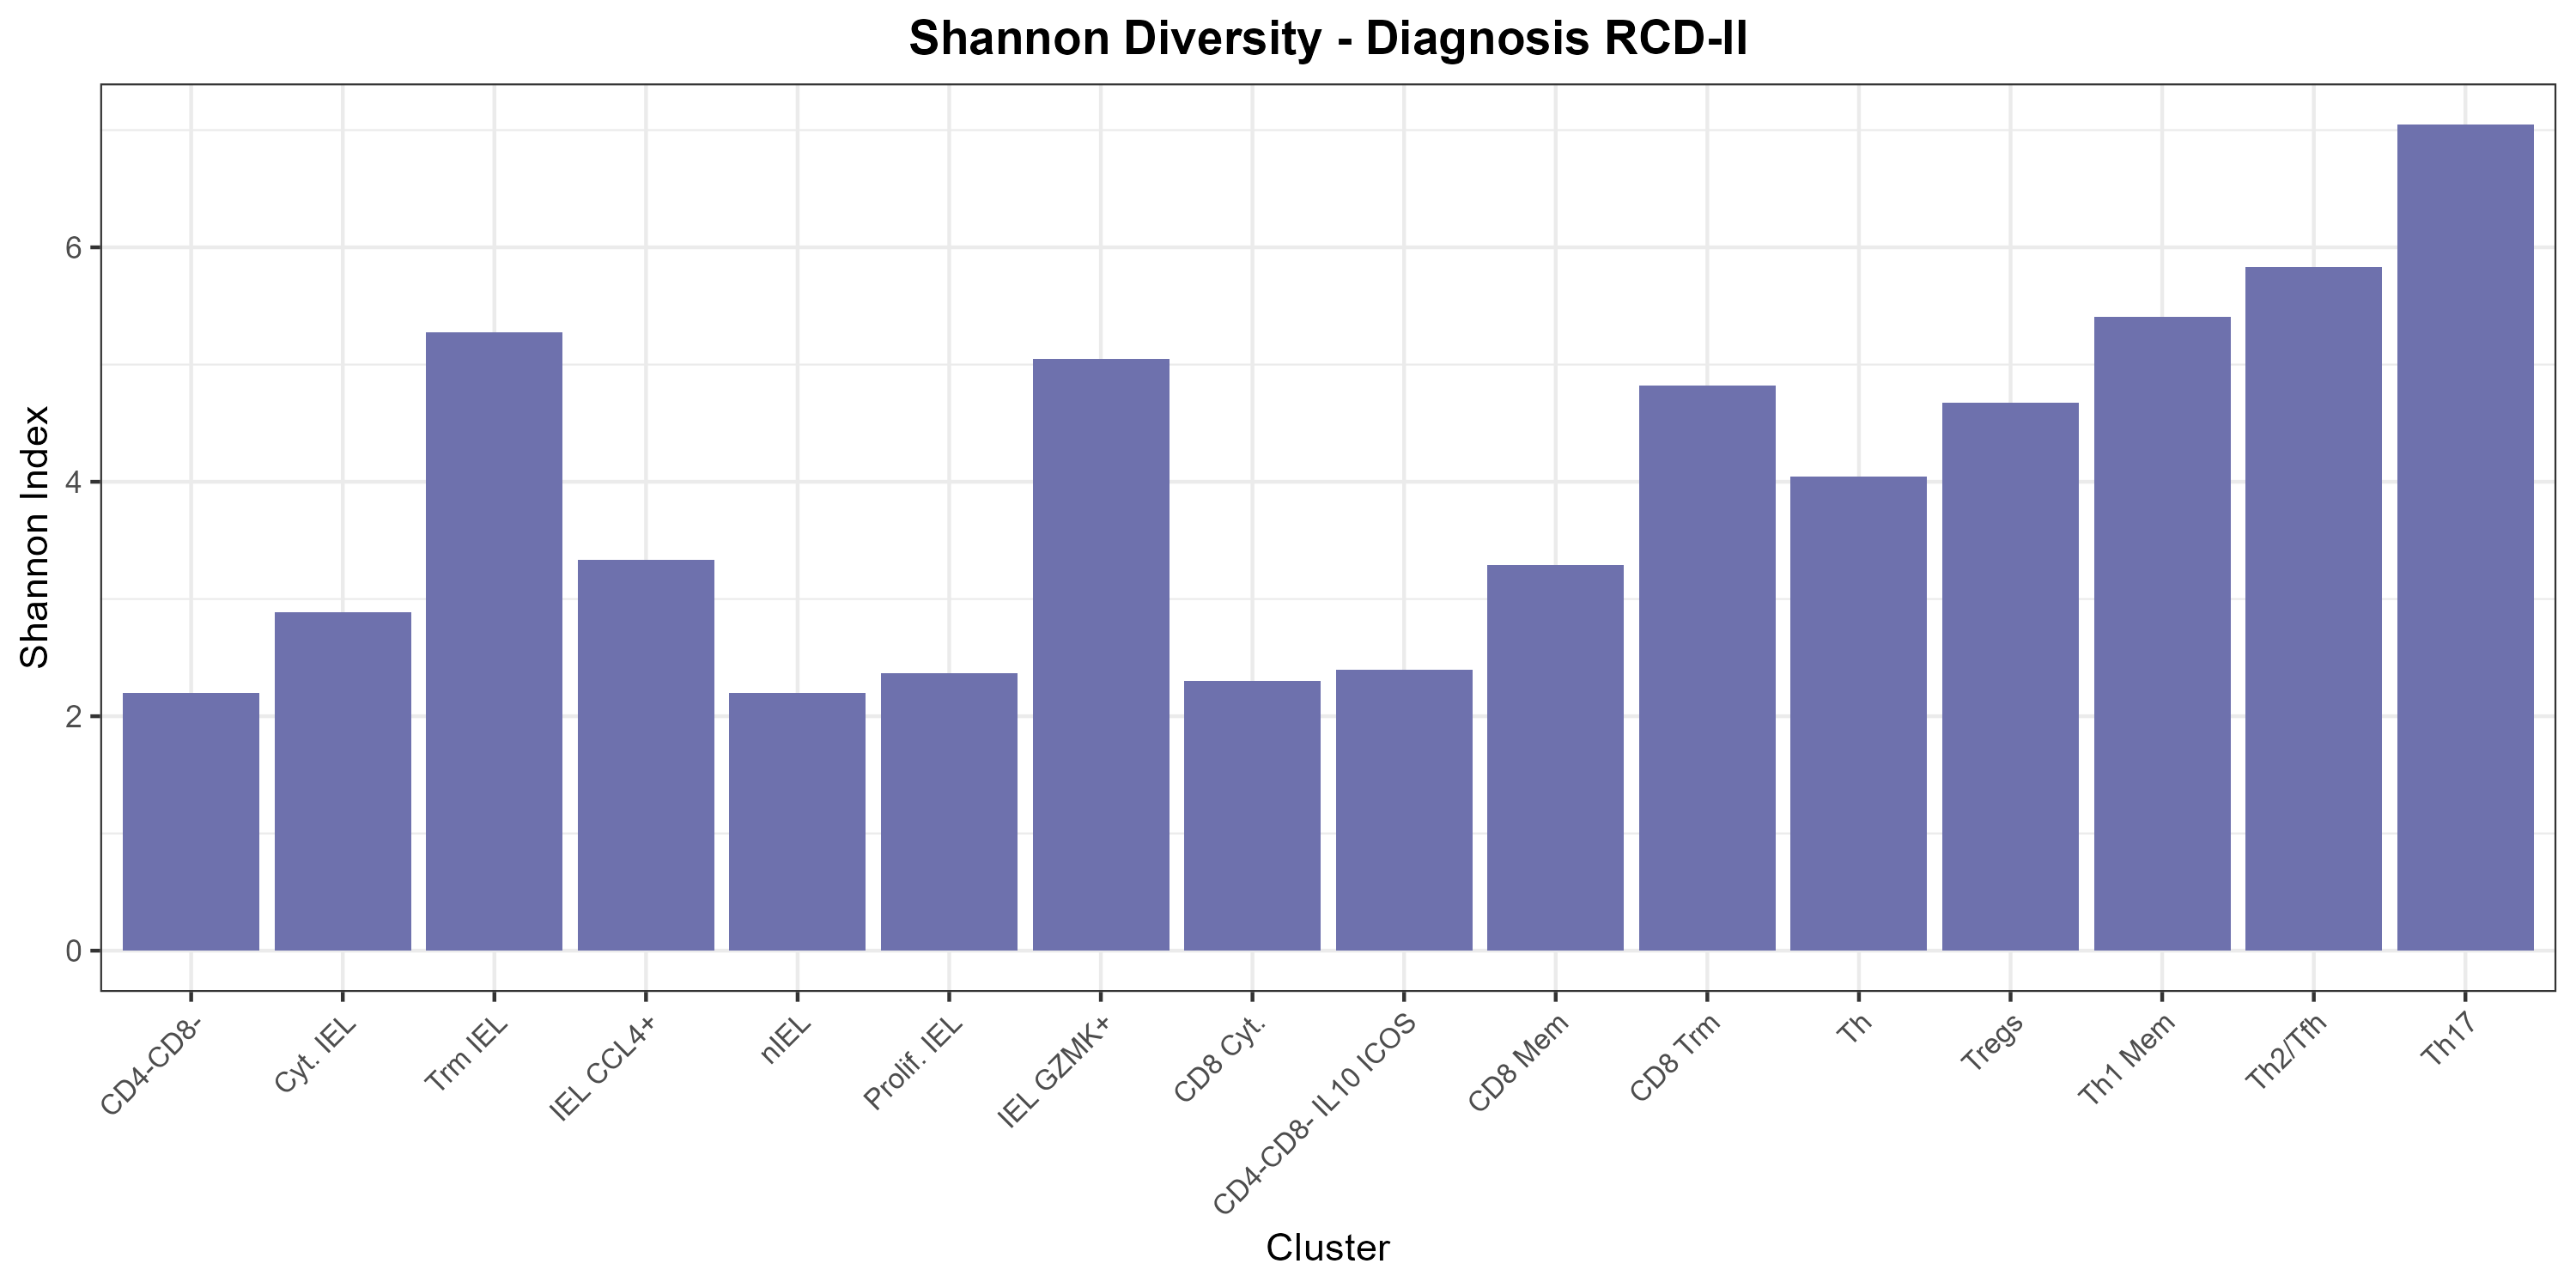 Shannon Diversity - Diagnosis RCD-II
Shannon Index
6
4
2
0
CD4-CD8-
Cyt. IEL
Trm IEL
IEL CCL4+
nIEL
Prolif. IEL
IEL GZMK+
CD8 Cyt.
CD4-CD8- IL10 ICOS
CD8 Mem
CD8 Trm
Th
Tregs
Th1 Mem
Th2/Tfh
Th17
Cluster